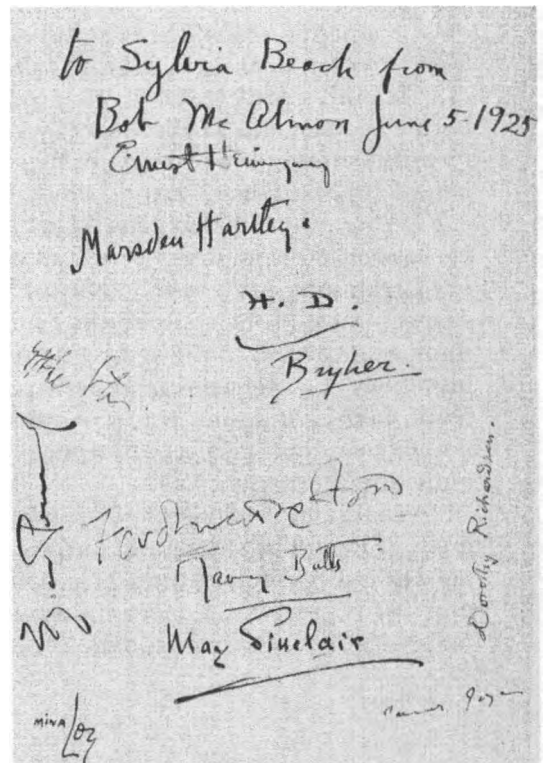 to Sylvia Beach from
Bob McAlmon June 5-1925
Ernest Hemingway
Marsden Hartley.
H. D.
Bryher.
Ford Madox Ford
Mary Butts
Dorothy Richardson.
May Sinclair
James Joyce
MINA Loy